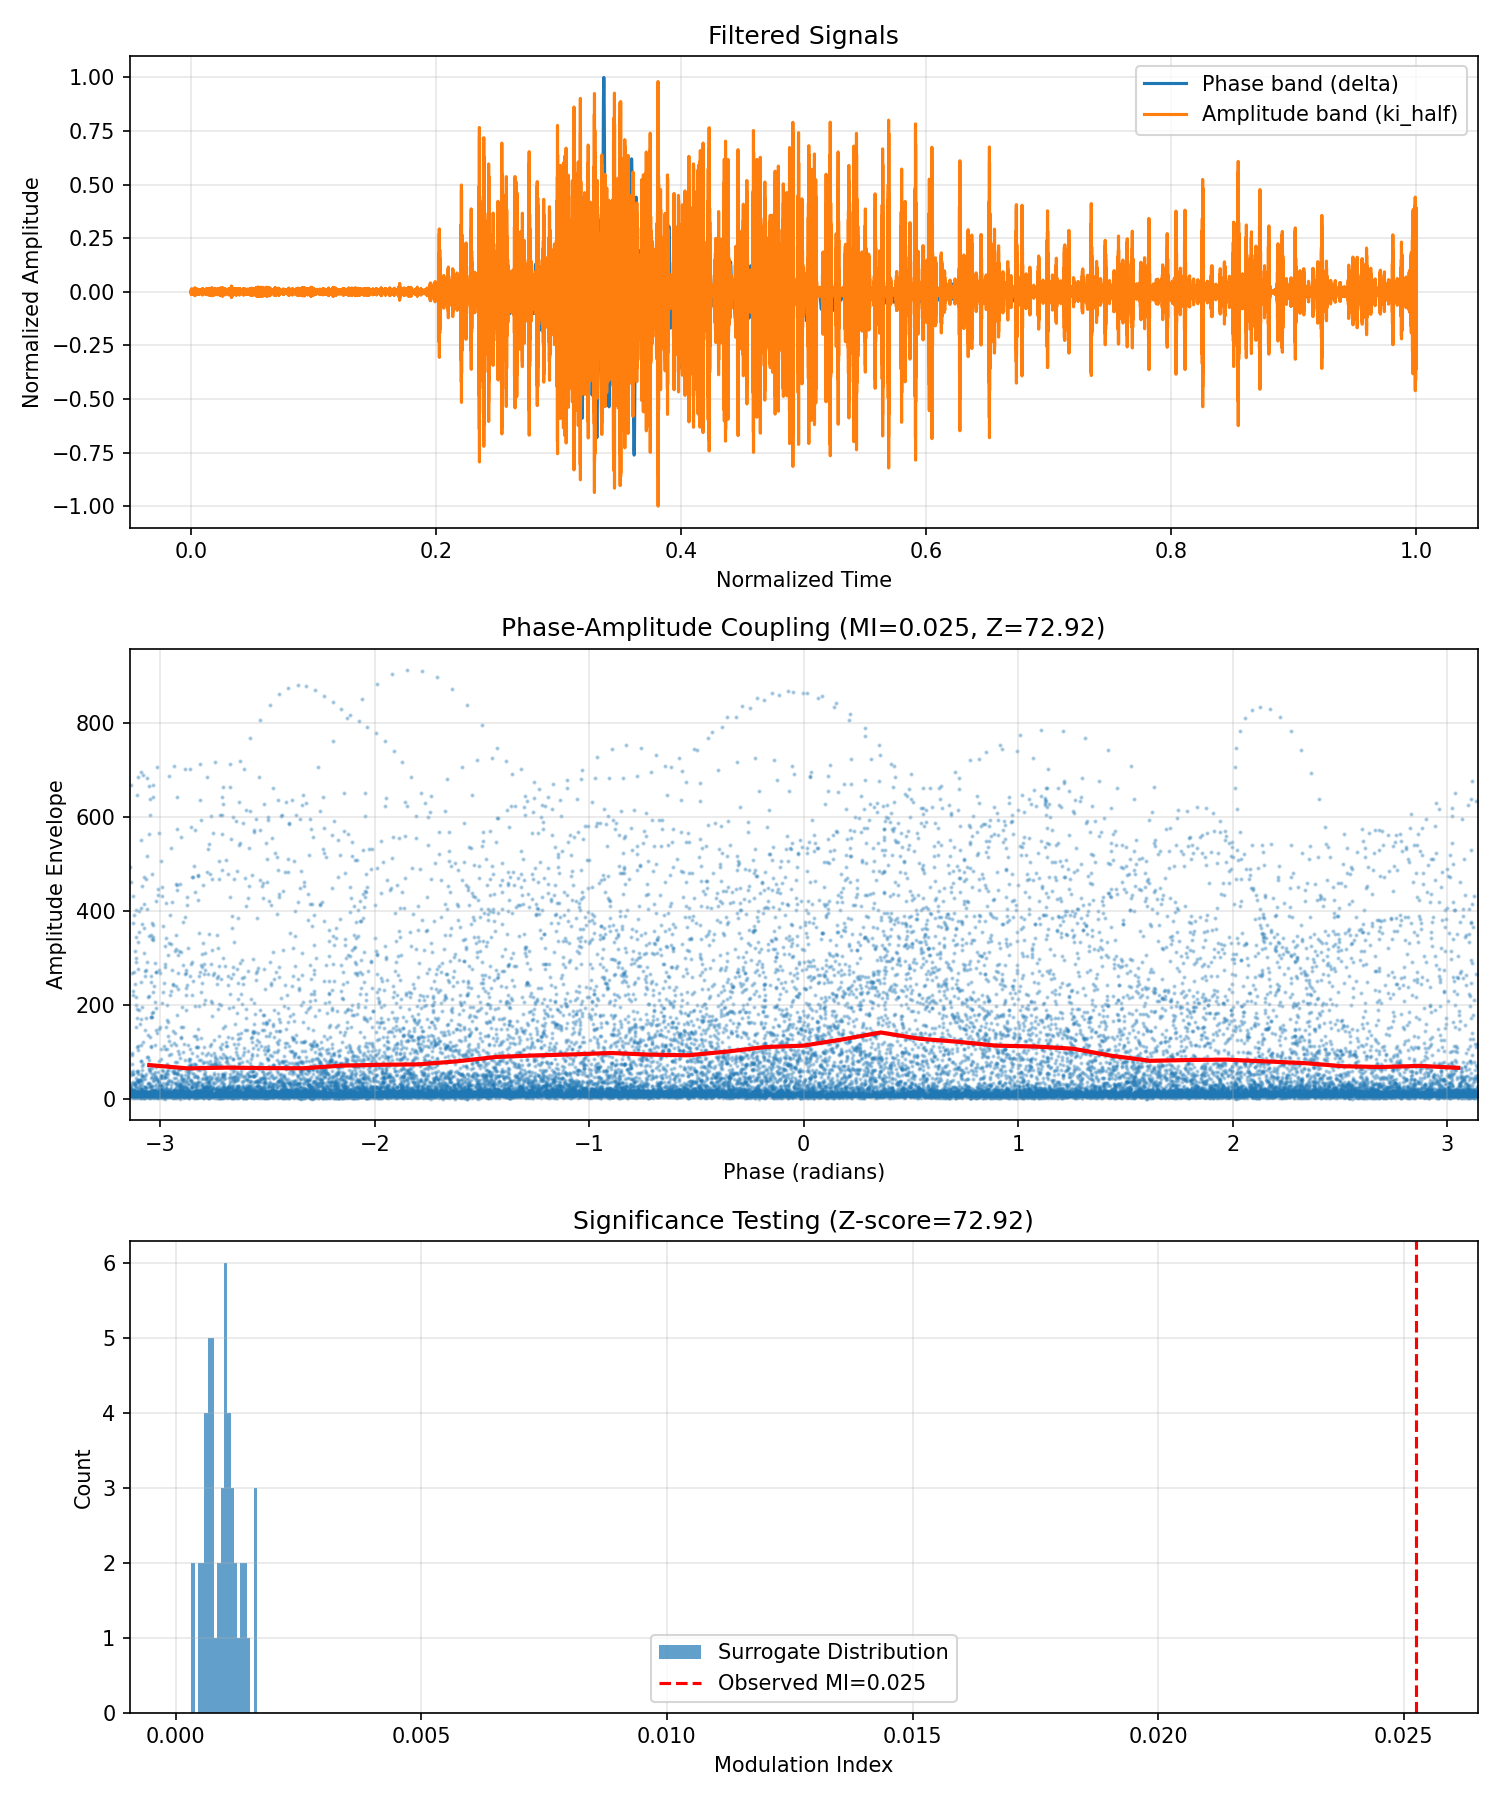 Filtered Signals
1.00
0.75
0.50
0.25
0.00
−0.25
−0.50
−0.75
−1.00
Normalized Amplitude
Phase band (delta)
Amplitude band (ki_half)
0.0 0.2 0.4 0.6 0.8 1.0
Normalized Time
Phase-Amplitude Coupling (MI=0.025, Z=72.92)
800
600
400
200
0
Amplitude Envelope
−3 −2 −1 0 1 2 3
Phase (radians)
Significance Testing (Z-score=72.92)
6
5
4
3
2
1
0
Count
Surrogate Distribution
Observed MI=0.025
0.000 0.005 0.010 0.015 0.020 0.025
Modulation Index